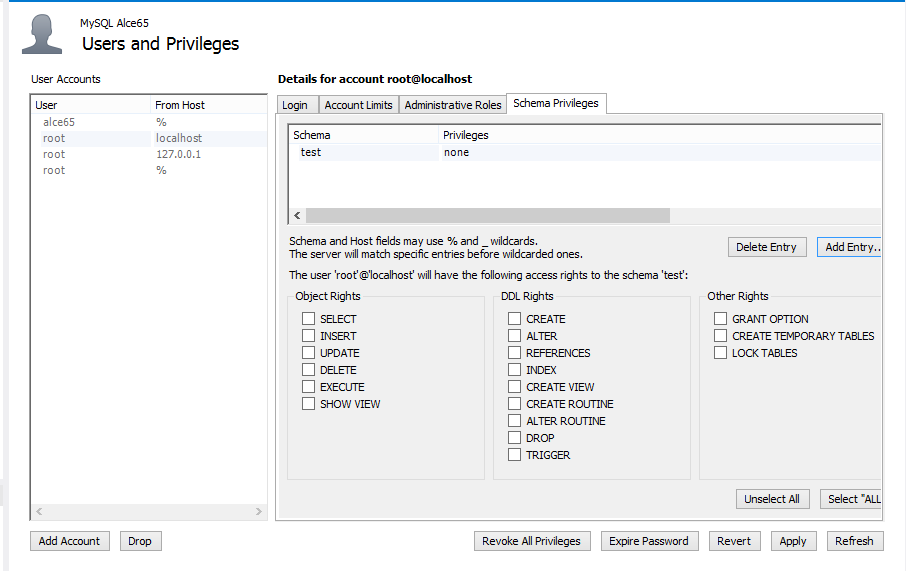 MySQL Alce65
Users and Privileges
User Accounts
User From Host
alce65 %
root localhost
root 127.0.0.1
root %
Add Account Drop
Details for account root@localhost
Login Account Limits Administrative Roles Schema Privileges
Schema Privileges
test none
Schema and Host fields may use % and _ wildcards.
The server will match specific entries before wildcarded ones.
Delete Entry Add Entry..
The user 'root'@'localhost' will have the following access rights to the schema 'test':
Object Rights
SELECT
INSERT
UPDATE
DELETE
EXECUTE
SHOW VIEW
DDL Rights
CREATE
ALTER
REFERENCES
INDEX
CREATE VIEW
CREATE ROUTINE
ALTER ROUTINE
DROP
TRIGGER
Other Rights
GRANT OPTION
CREATE TEMPORARY TABLES
LOCK TABLES
Unselect All Select "ALL
Revoke All Privileges Expire Password Revert Apply Refresh